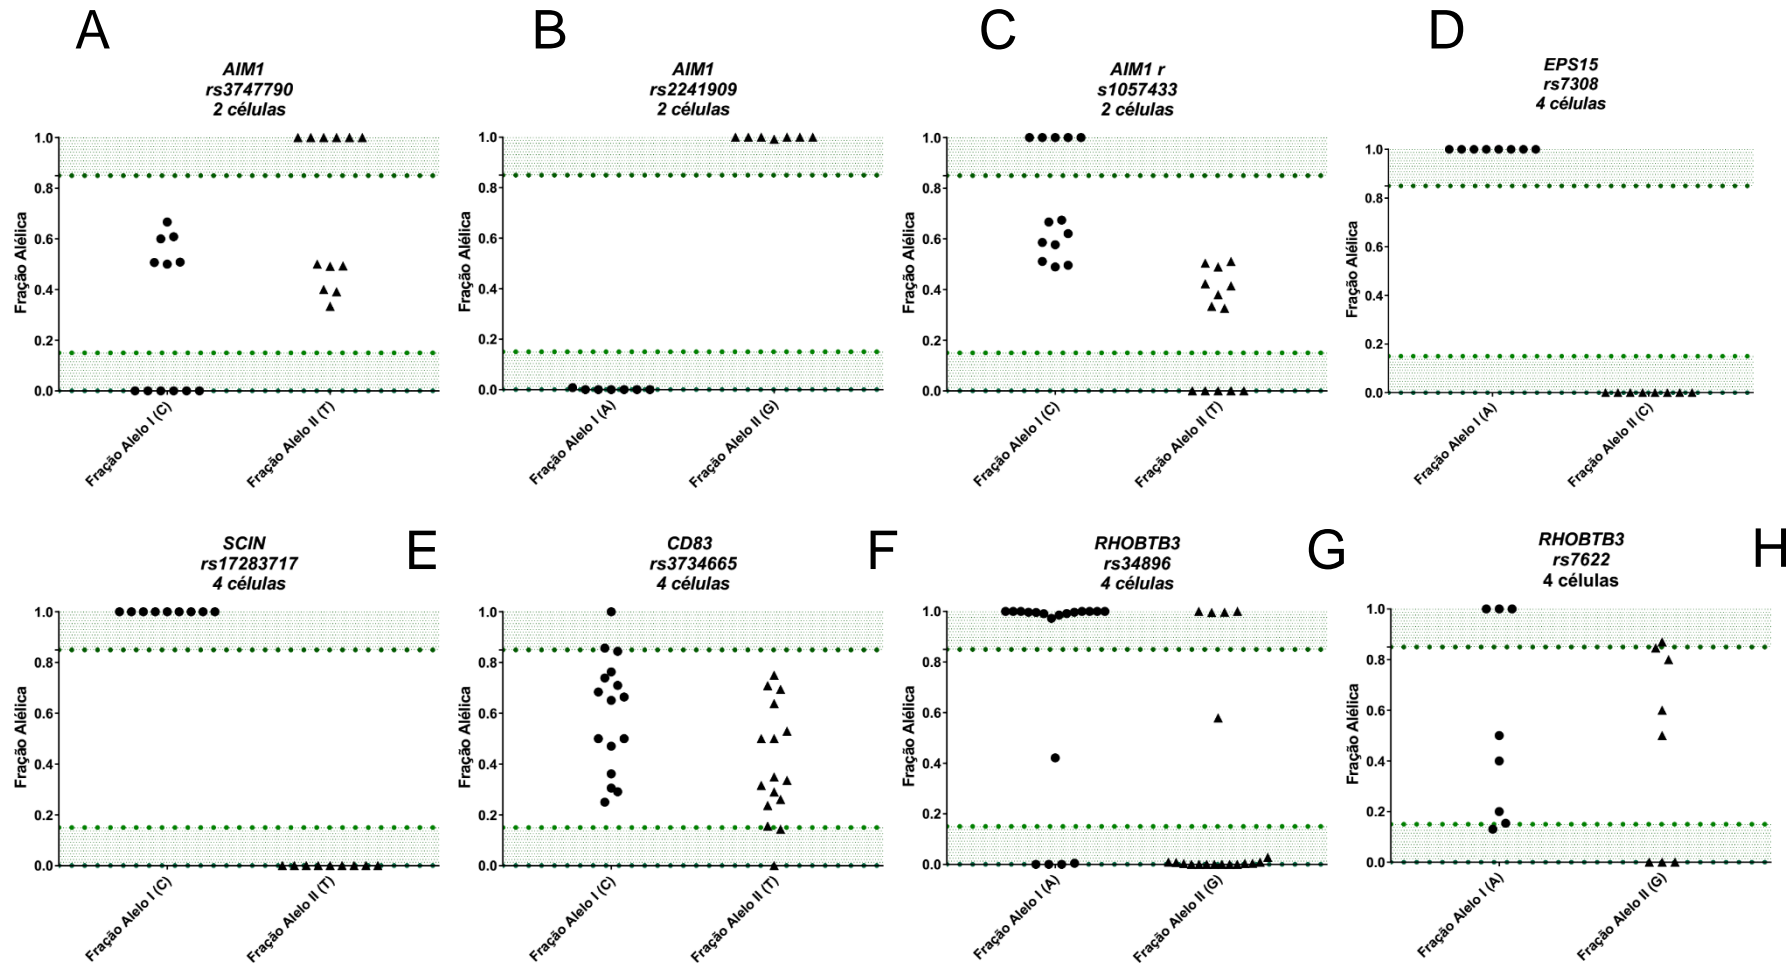 A
AIM1
rs3747790
2 células
Fração Alélica
1.0
0.8
0.6
0.4
0.2
0.0
Fração Alelo I (C)
Fração Alelo II (T)
B
AIM1
rs2241909
2 células
Fração Alélica
1.0
0.8
0.6
0.4
0.2
0.0
Fração Alelo I (A)
Fração Alelo II (G)
C
AIM1 r
s1057433
2 células
Fração Alélica
1.0
0.8
0.6
0.4
0.2
0.0
Fração Alelo I (C)
Fração Alelo II (T)
D
EPS15
rs7308
4 células
Fração Alélica
1.0
0.8
0.6
0.4
0.2
0.0
Fração Alelo I (A)
Fração Alelo II (C)
E
SCIN
rs17283717
4 células
Fração Alélica
1.0
0.8
0.6
0.4
0.2
0.0
Fração Alelo I (C)
Fração Alelo II (T)
F
CD83
rs3734665
4 células
Fração Alélica
1.0
0.8
0.6
0.4
0.2
0.0
Fração Alelo I (C)
Fração Alelo II (T)
G
RHOBTB3
rs34896
4 células
Fração Alélica
1.0
0.8
0.6
0.4
0.2
0.0
Fração Alelo I (A)
Fração Alelo II (G)
H
RHOBTB3
rs7622
4 células
Fração Alélica
1.0
0.8
0.6
0.4
0.2
0.0
Fração Alelo I (A)
Fração Alelo II (G)